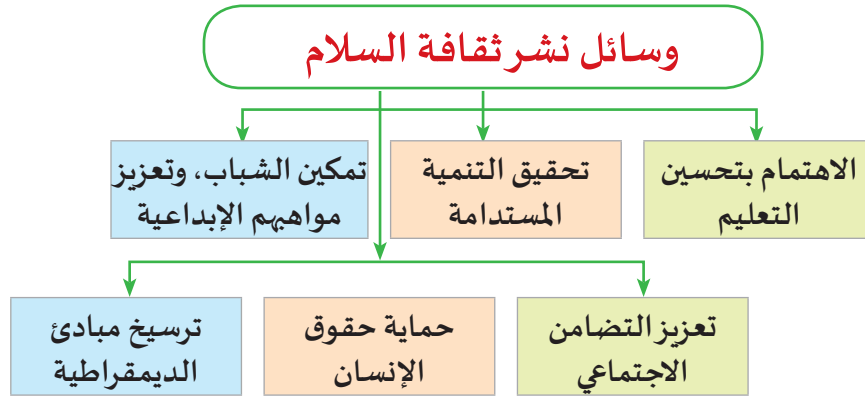 وسائل نشر ثقافة السلام
الاهتمام بتحسين
التعليم
تحقيق التنمية
المستدامة
تمكين الشباب، وتعزيز
مواهبهم الإبداعية
تعزيز التضامن
الاجتماعي
حماية حقوق
الإنسان
ترسيخ مبادئ
الديمقراطية